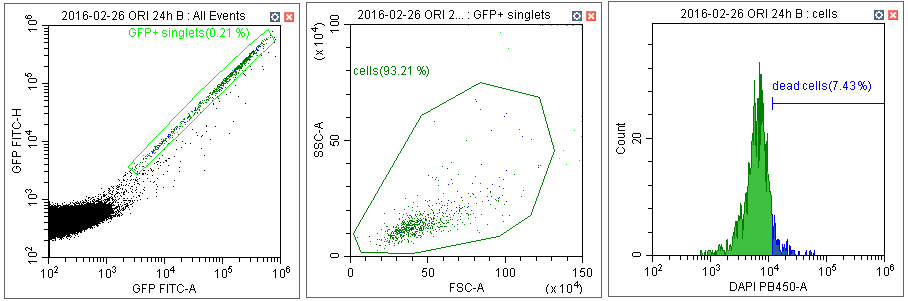 2016-02-26 ORI 24h B : All Events
GFP+ singlets(0.21 %)
GFP FITC-H
10^6
10^5
10^4
10^3
10^2
10^2 10^3 10^4 10^5 10^6
GFP FITC-A
2016-02-26 ORI 2... : GFP+ singlets
cells(93.21 %)
SSC-A
(x 10^4)
100
50
0
0 50 100 150
FSC-A
(x 10^4)
2016-02-26 ORI 24h B : cells
dead cells(7.43%)
Count
20
0
10^2 10^3 10^4 10^5 10^6
DAPI PB450-A